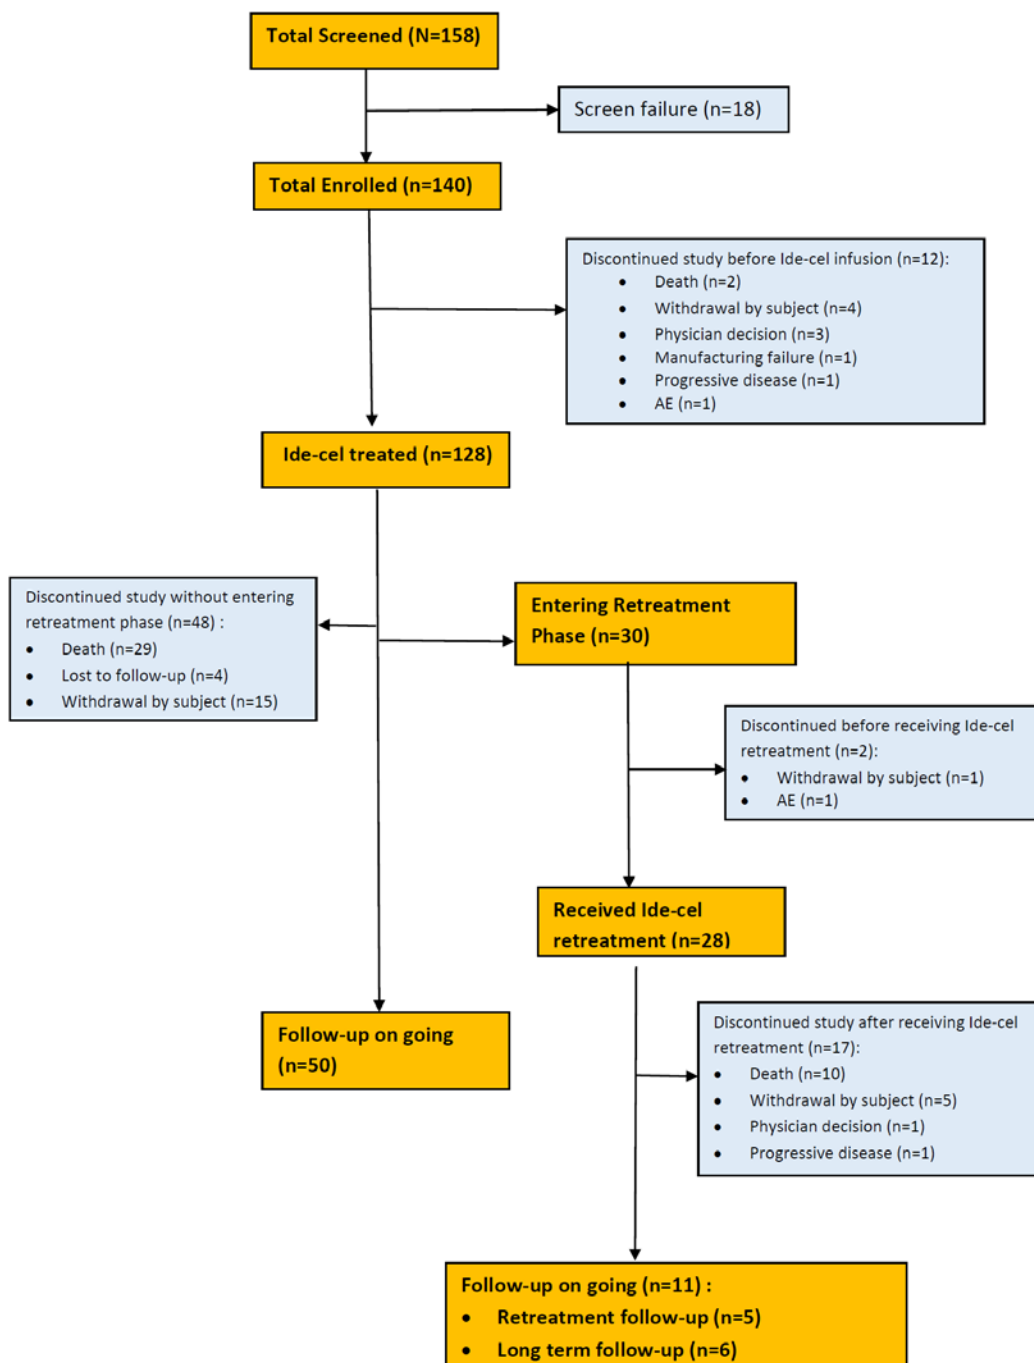 Total Screened (N=158)
Screen failure (n=18)
Total Enrolled (n=140)
Discontinued study before Ide-cel infusion (n=12):
• Death (n=2)
• Withdrawal by subject (n=4)
• Physician decision (n=3)
• Manufacturing failure (n=1)
• Progressive disease (n=1)
• AE (n=1)
Ide-cel treated (n=128)
Discontinued study without entering
retreatment phase (n=48) :
• Death (n=29)
• Lost to follow-up (n=4)
• Withdrawal by subject (n=15)
Entering Retreatment
Phase (n=30)
Discontinued before receiving Ide-cel
retreatment (n=2):
• Withdrawal by subject (n=1)
• AE (n=1)
Received Ide-cel
retreatment (n=28)
Follow-up on going
(n=50)
Discontinued study after receiving Ide-cel
retreatment (n=17):
• Death (n=10)
• Withdrawal by subject (n=5)
• Physician decision (n=1)
• Progressive disease (n=1)
Follow-up on going (n=11) :
• Retreatment follow-up (n=5)
• Long term follow-up (n=6)